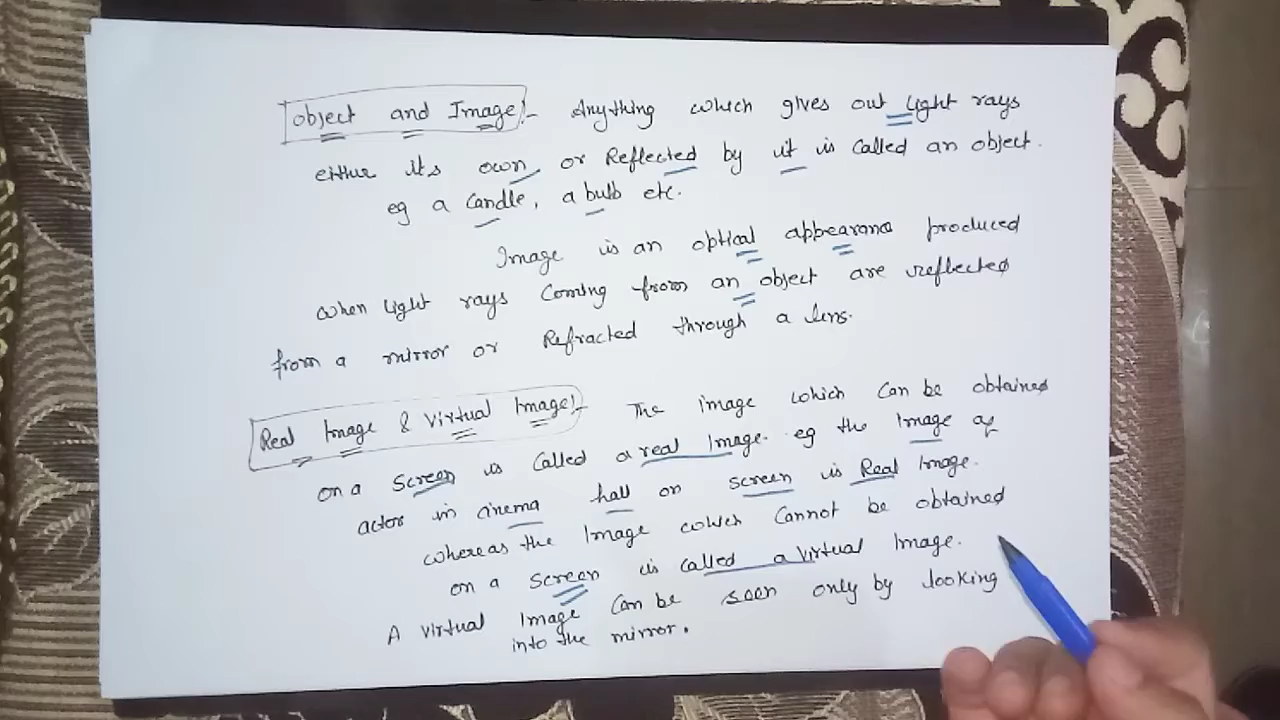 Object and Image:- Anything which gives out light rays
either its own or Reflected by it is called an object.
eg a candle, a bulb etc.
Image is an optical appearance produced
when light rays coming from an object are reflected
from a mirror or Refracted through a lens.
Real Image & Virtual Image:- The image which can be obtained
on a screen is called a real Image. eg the Image of
actor in cinema hall on screen is Real Image.
whereas the Image which cannot be obtained
on a screen is called a virtual Image.
A virtual Image can be seen only by looking
into the mirror.